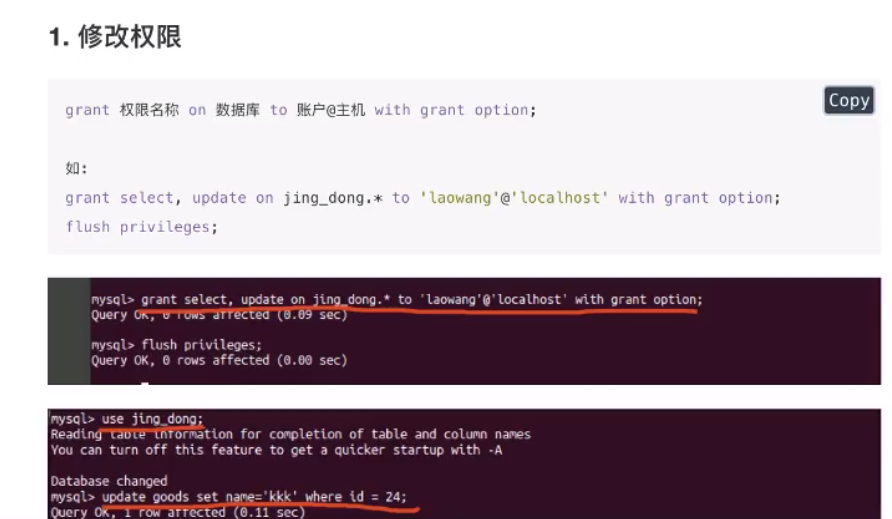 1. 修改权限
Copy
grant 权限名称 on 数据库 to 账户@主机 with grant option;
如:
grant select, update on jing_dong.* to 'laowang'@'localhost' with grant option;
flush privileges;
mysql> grant select, update on jing_dong.* to 'laowang'@'localhost' with grant option;
Query OK, 0 rows affected (0.09 sec)
mysql> flush privileges;
Query OK, 0 rows affected (0.00 sec)
mysql> use jing_dong;
Reading table information for completion of table and column names
You can turn off this feature to get a quicker startup with -A
Database changed
mysql> update goods set name='kkk' where id = 24;
Query OK, 1 row affected (0.11 sec)